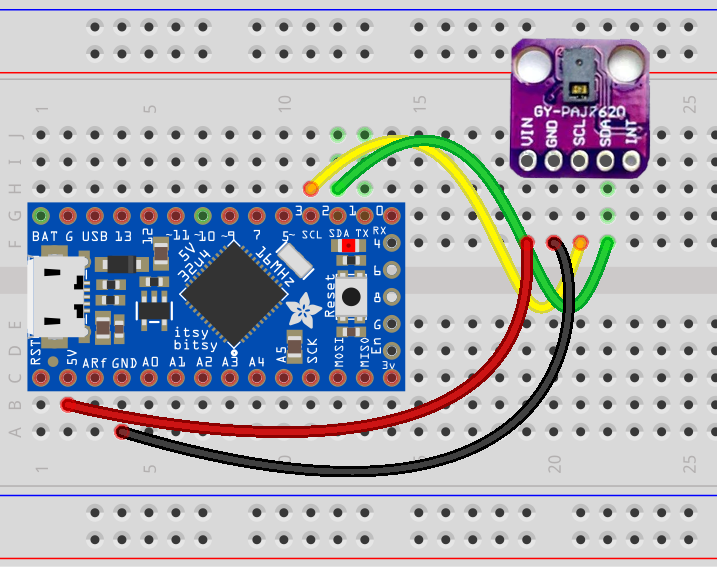 1 5 10 15 25
J
I
H
G
F
GY-PAJ7620
VIN GND SCL SDA INT
3 2 1 0
BAT G USB 13 12 ~11 ~10 ~9 7 5~ SCL SDA TX RX
4
6
8
G
En
3v
5V
32u4
16MHz
Reset
itsy
bitsy
RST 5V ARf GND A0 A1 A2 A3 A4 A5 SCK MOSI MISO
E
D
C
B
A
1 5 10 15 20 25